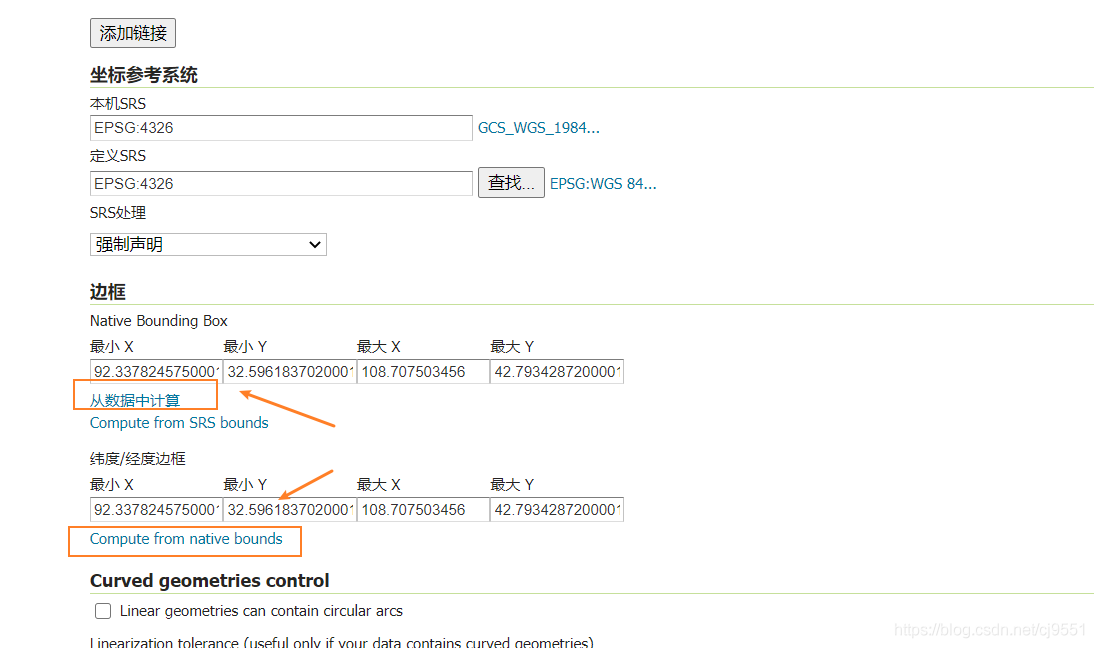 添加链接
坐标参考系统
本机SRS
EPSG:4326 GCS_WGS_1984...
定义SRS
EPSG:4326 查找... EPSG:WGS 84...
SRS处理
强制声明
边框
Native Bounding Box
最小 X 最小 Y 最大 X 最大 Y
92.337824575000 32.596183702000 108.707503456 42.793428720000
从数据中计算
Compute from SRS bounds
纬度/经度边框
最小 X 最小 Y 最大 X 最大 Y
92.337824575000 32.596183702000 108.707503456 42.793428720000
Compute from native bounds
Curved geometries control
Linear geometries can contain circular arcs
Linearization tolerance (useful only if your data contains curved geometries)
https://blog.csdn.net/cj9551